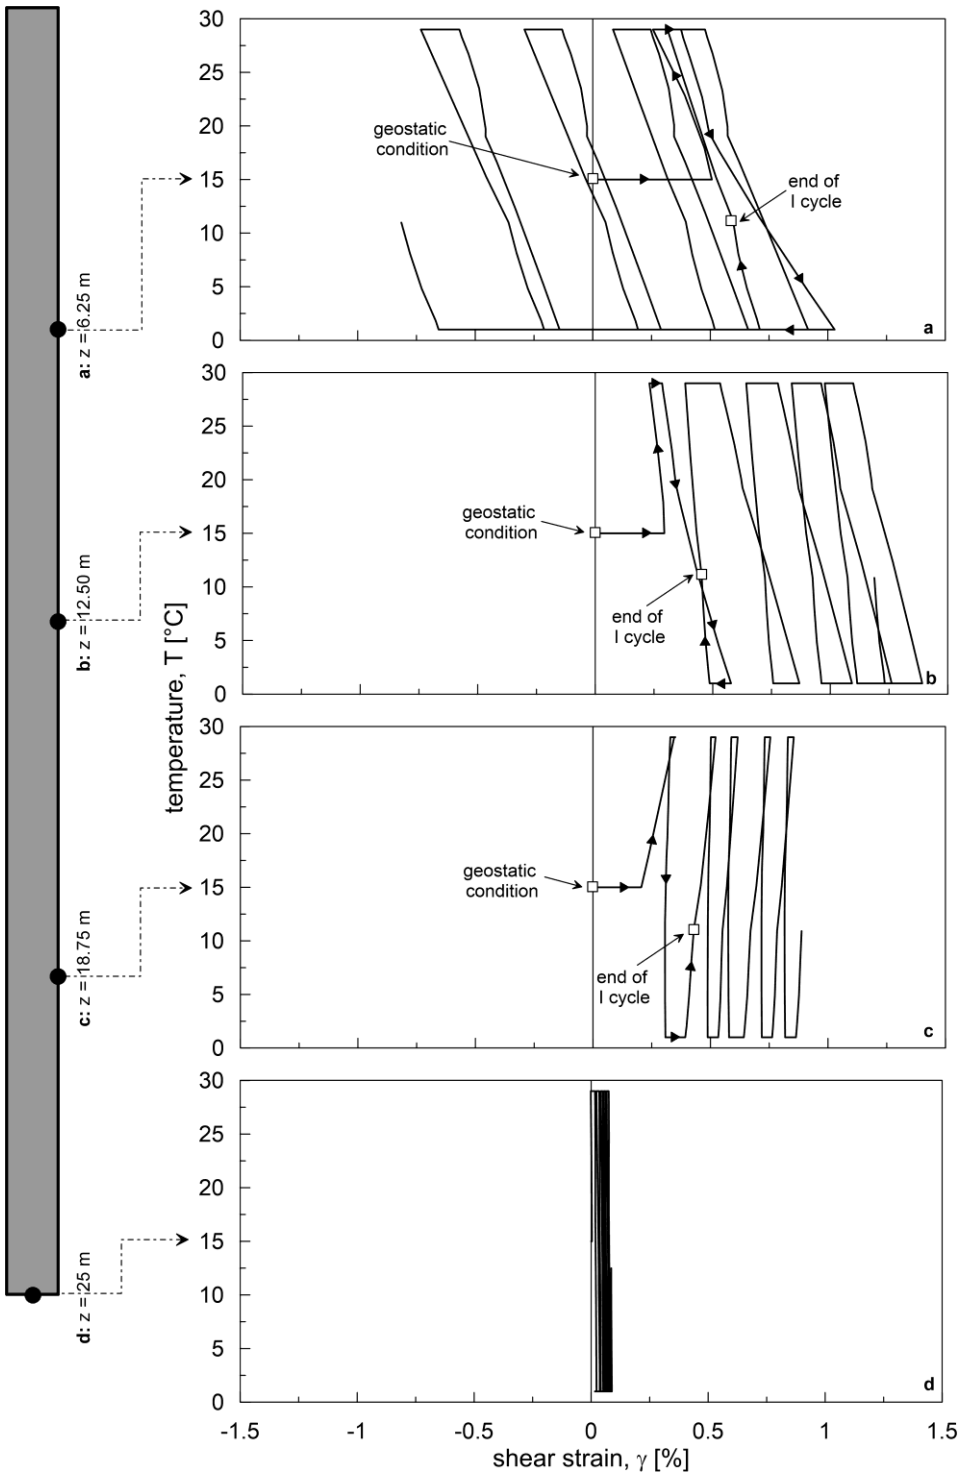 30
25
20
15
10
5
0
geostatic
condition
end of
I cycle
a
a: z = 6.25 m
30
25
20
15
10
5
0
geostatic
condition
end of
I cycle
b
b: z = 12.50 m
temperature, T [°C]
30
25
20
15
10
5
0
geostatic
condition
end of
I cycle
c
c: z = 18.75 m
30
25
20
15
10
5
0
d
d: z = 25 m
-1.5 -1 -0.5 0 0.5 1 1.5
shear strain, γ [%]